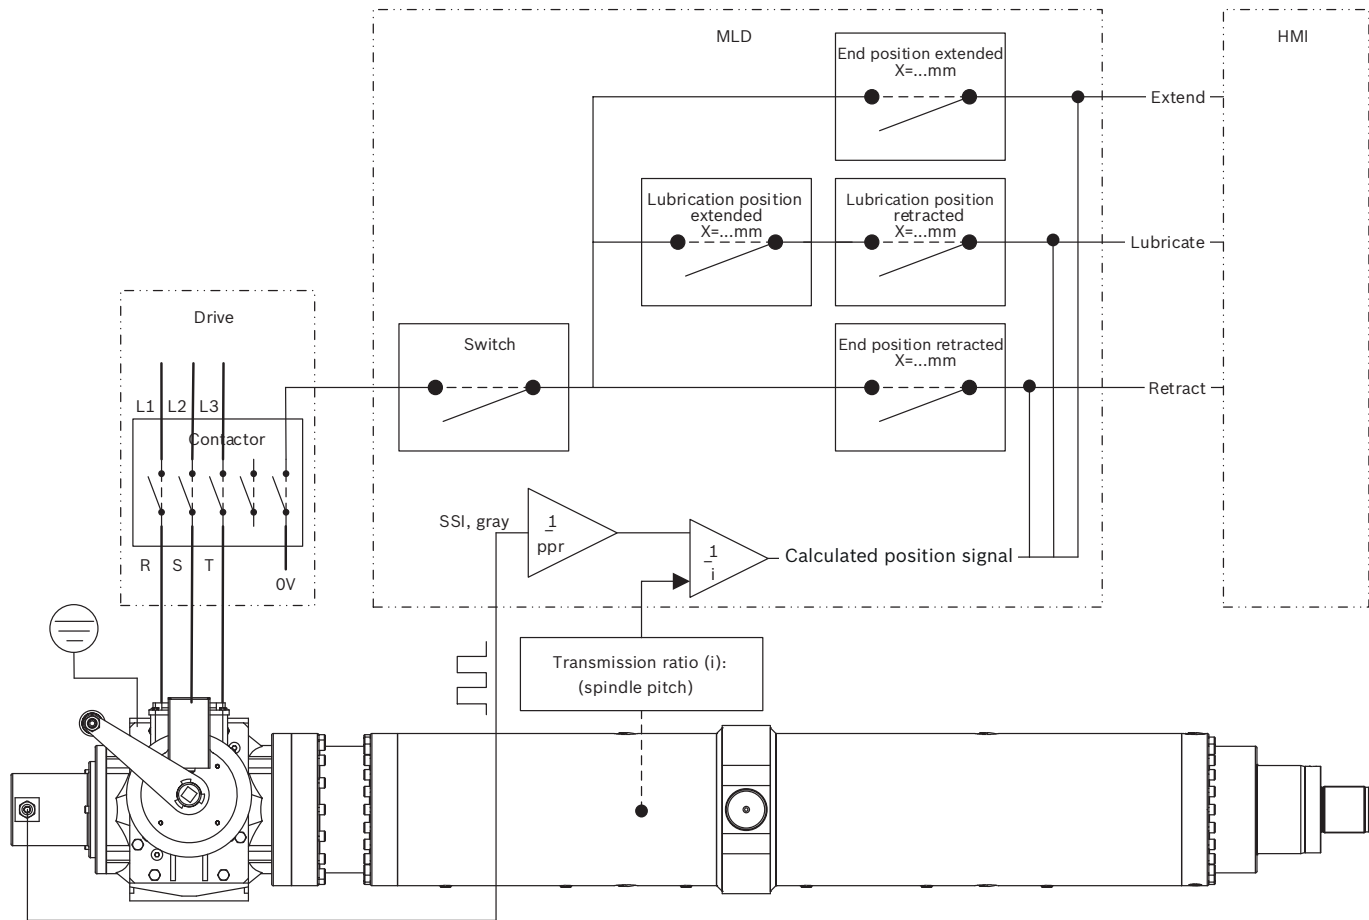 MLD
HMI
End position extended
X=...mm
Extend
Lubrication position
extended
X=...mm
Lubrication position
retracted
X=...mm
Lubricate
Drive
Switch
End position retracted
X=...mm
Retract
L1 L2 L3
Contactor
SSI, gray
1
ppr
1
i
Calculated position signal
R S T
0V
Transmission ratio (i):
(spindle pitch)